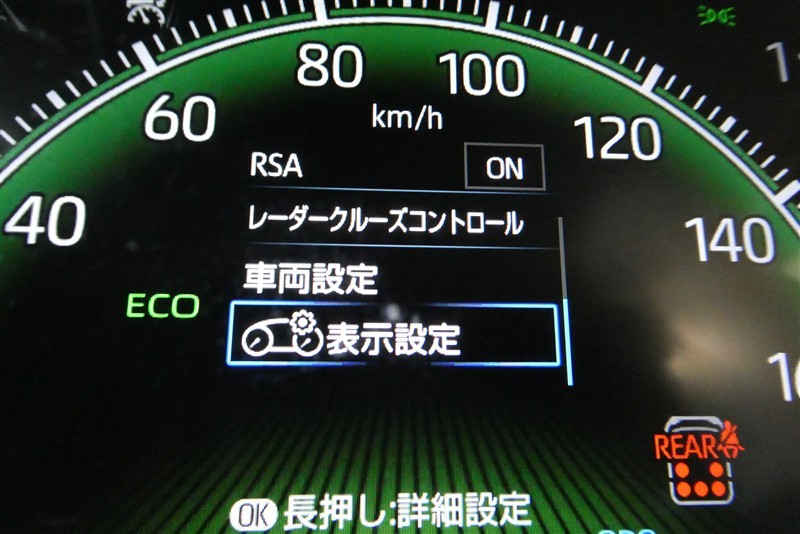 80
100
60
km/h
120
RSA
ON
40
レーダークルーズコントロール
140
車両設定
ECO
表示設定
REAR
OK 長押し:詳細設定